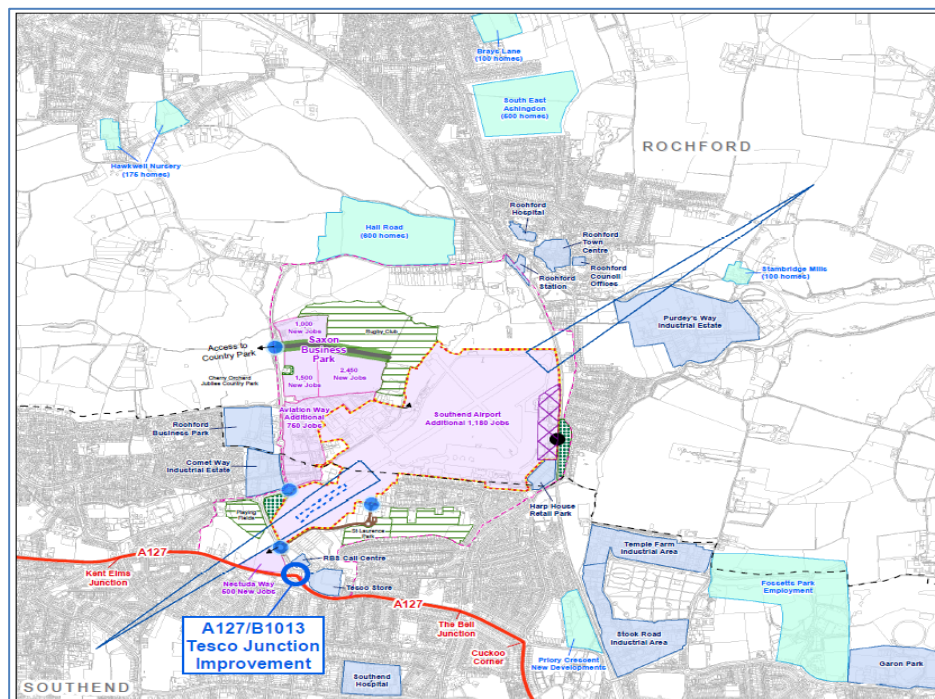 Brays Lane
(100 homes)
South East
Ashingdon
(500 homes)
ROCHFORD
Hawkwell Nursery
(175 homes)
Hall Road
(600 homes)
Rochford
Hospital
Rochford
Town
Centre
Rochford
Council
Offices
Rochford
Station
Stambridge Mills
(100 homes)
Purdey's Way
Industrial Estate
1,000
New Jobs
Rugby Club
Saxon
Business
Park
Access to
Country Park
Cherry Orchard
Jubilee Country Park
1,500
New Jobs
2,450
New Jobs
Aviation Way
Additional
750 Jobs
Southend Airport
Additional 1,180 Jobs
Rochford
Business Park
Comet Way
Industrial Estate
Harp House
Retail Park
Playing
Fields
St Laurence
Park
A127
Kent Elms
Junction
RBS Call Centre
Nestuda Way
500 New Jobs
Tesco Store
A127
A127/B1013
Tesco Junction
Improvement
The Bell
Junction
Cuckoo
Corner
Temple Farm
Industrial Area
Fossetts Park
Employment
Stock Road
Industrial Area
Priory Crescent
New Developments
Garon Park
Southend
Hospital
SOUTHEND